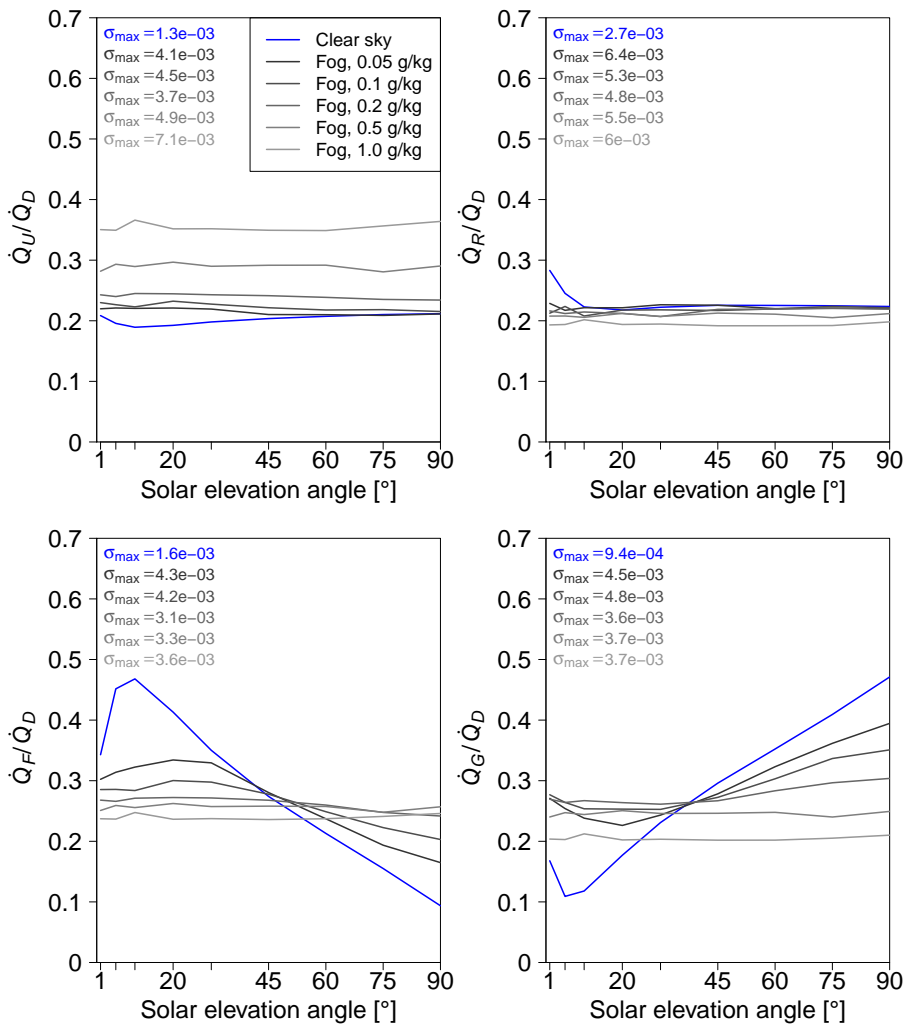 0.7
0.6
0.5
0.4
0.3
0.2
0.1
0
Q̇U/Q̇D
σmax=1.3e−03
σmax=4.1e−03
σmax=4.5e−03
σmax=3.7e−03
σmax=4.9e−03
σmax=7.1e−03
Clear sky
Fog, 0.05 g/kg
Fog, 0.1 g/kg
Fog, 0.2 g/kg
Fog, 0.5 g/kg
Fog, 1.0 g/kg
1 20 45 60 75 90
Solar elevation angle [°]
0.7
0.6
0.5
0.4
0.3
0.2
0.1
0
Q̇R/Q̇D
σmax=2.7e−03
σmax=6.4e−03
σmax=5.3e−03
σmax=4.8e−03
σmax=5.5e−03
σmax=6e−03
1 20 45 60 75 90
Solar elevation angle [°]
0.7
0.6
0.5
0.4
0.3
0.2
0.1
0
Q̇F/Q̇D
σmax=1.6e−03
σmax=4.3e−03
σmax=4.2e−03
σmax=3.1e−03
σmax=3.3e−03
σmax=3.6e−03
1 20 45 60 75 90
Solar elevation angle [°]
0.7
0.6
0.5
0.4
0.3
0.2
0.1
0
Q̇G/Q̇D
σmax=9.4e−04
σmax=4.5e−03
σmax=4.8e−03
σmax=3.6e−03
σmax=3.7e−03
σmax=3.7e−03
1 20 45 60 75 90
Solar elevation angle [°]